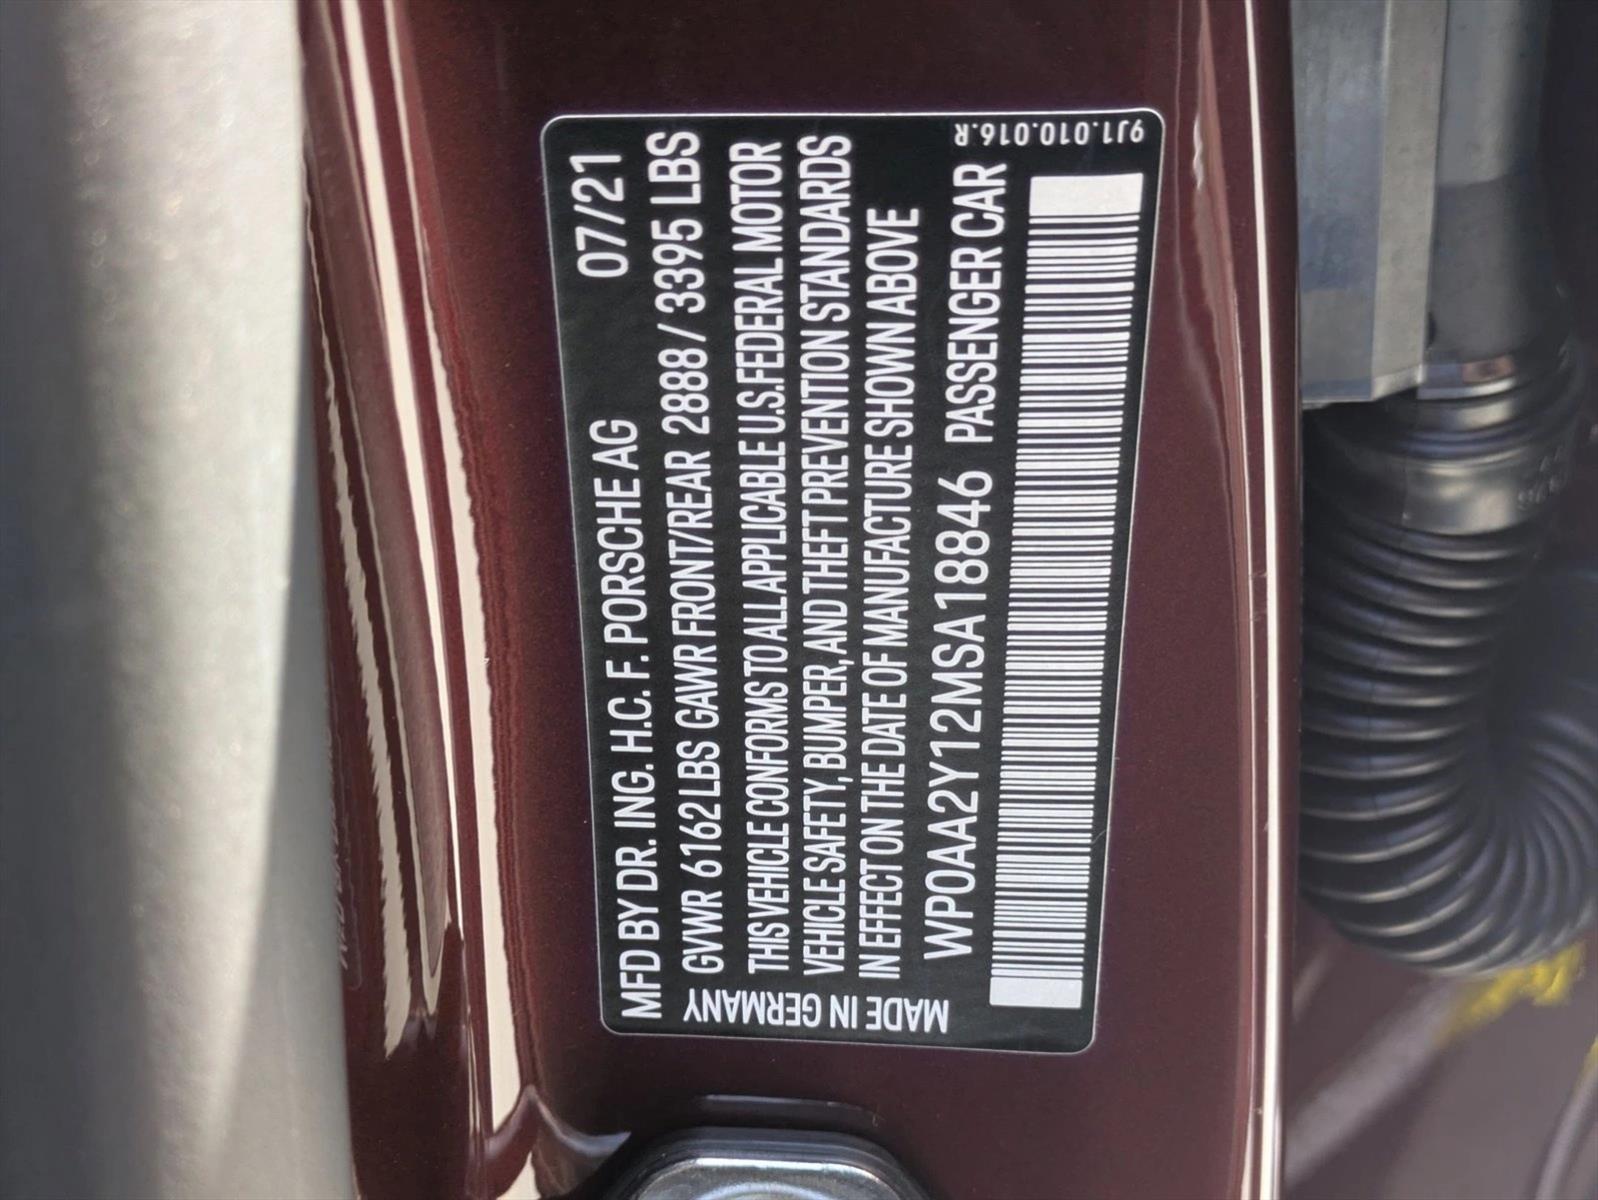 MFD BY DR. ING. H.C. F. PORSCHE AG 07/21
GVWR 6162 LBS GAWR FRONT/REAR 2888 / 3395 LBS
THIS VEHICLE CONFORMS TO ALL APPLICABLE U.S. FEDERAL MOTOR
VEHICLE SAFETY, BUMPER, AND THEFT PREVENTION STANDARDS
IN EFFECT ON THE DATE OF MANUFACTURE SHOWN ABOVE
WP0AA2Y12MSA18846 PASSENGER CAR
MADE IN GERMANY
9J1.010.016.R